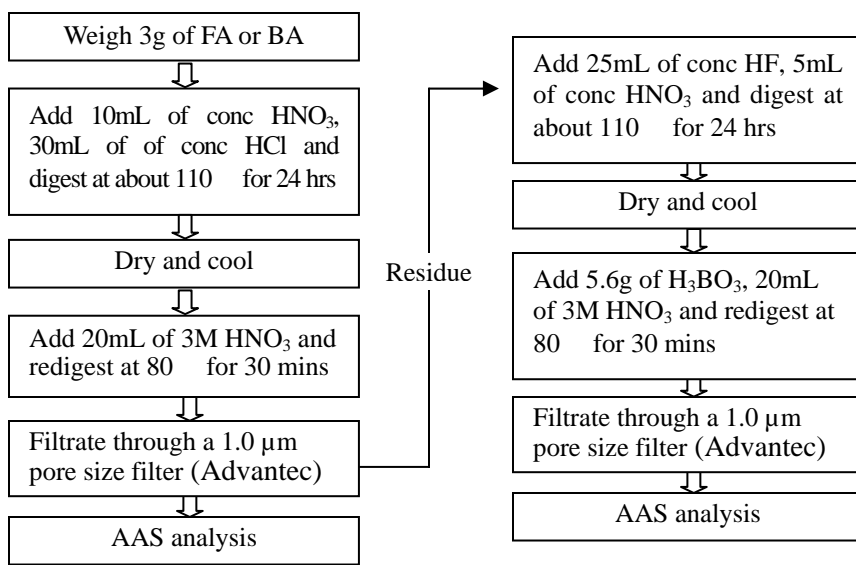 Weigh 3g of FA or BA
Add 10mL of conc HNO₃,
30mL of of conc HCl and
digest at about 110 for 24 hrs
Dry and cool
Add 20mL of 3M HNO₃ and
redigest at 80 for 30 mins
Filtrate through a 1.0 µm
pore size filter (Advantec)
AAS analysis
Residue
Add 25mL of conc HF, 5mL
of conc HNO₃ and digest at
about 110 for 24 hrs
Dry and cool
Add 5.6g of H₃BO₃, 20mL
of 3M HNO₃ and redigest at
80 for 30 mins
Filtrate through a 1.0 µm
pore size filter (Advantec)
AAS analysis